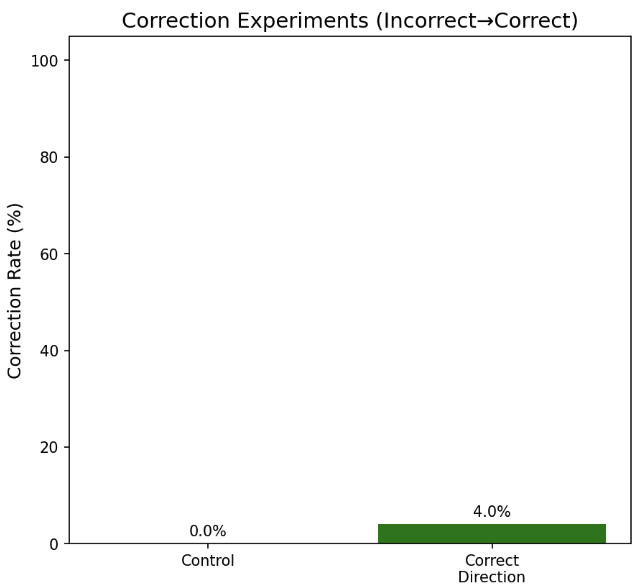 Correction Experiments (Incorrect→Correct)
Correction Rate (%)
100
80
60
40
20
0
0.0%
4.0%
Control
Correct
Direction